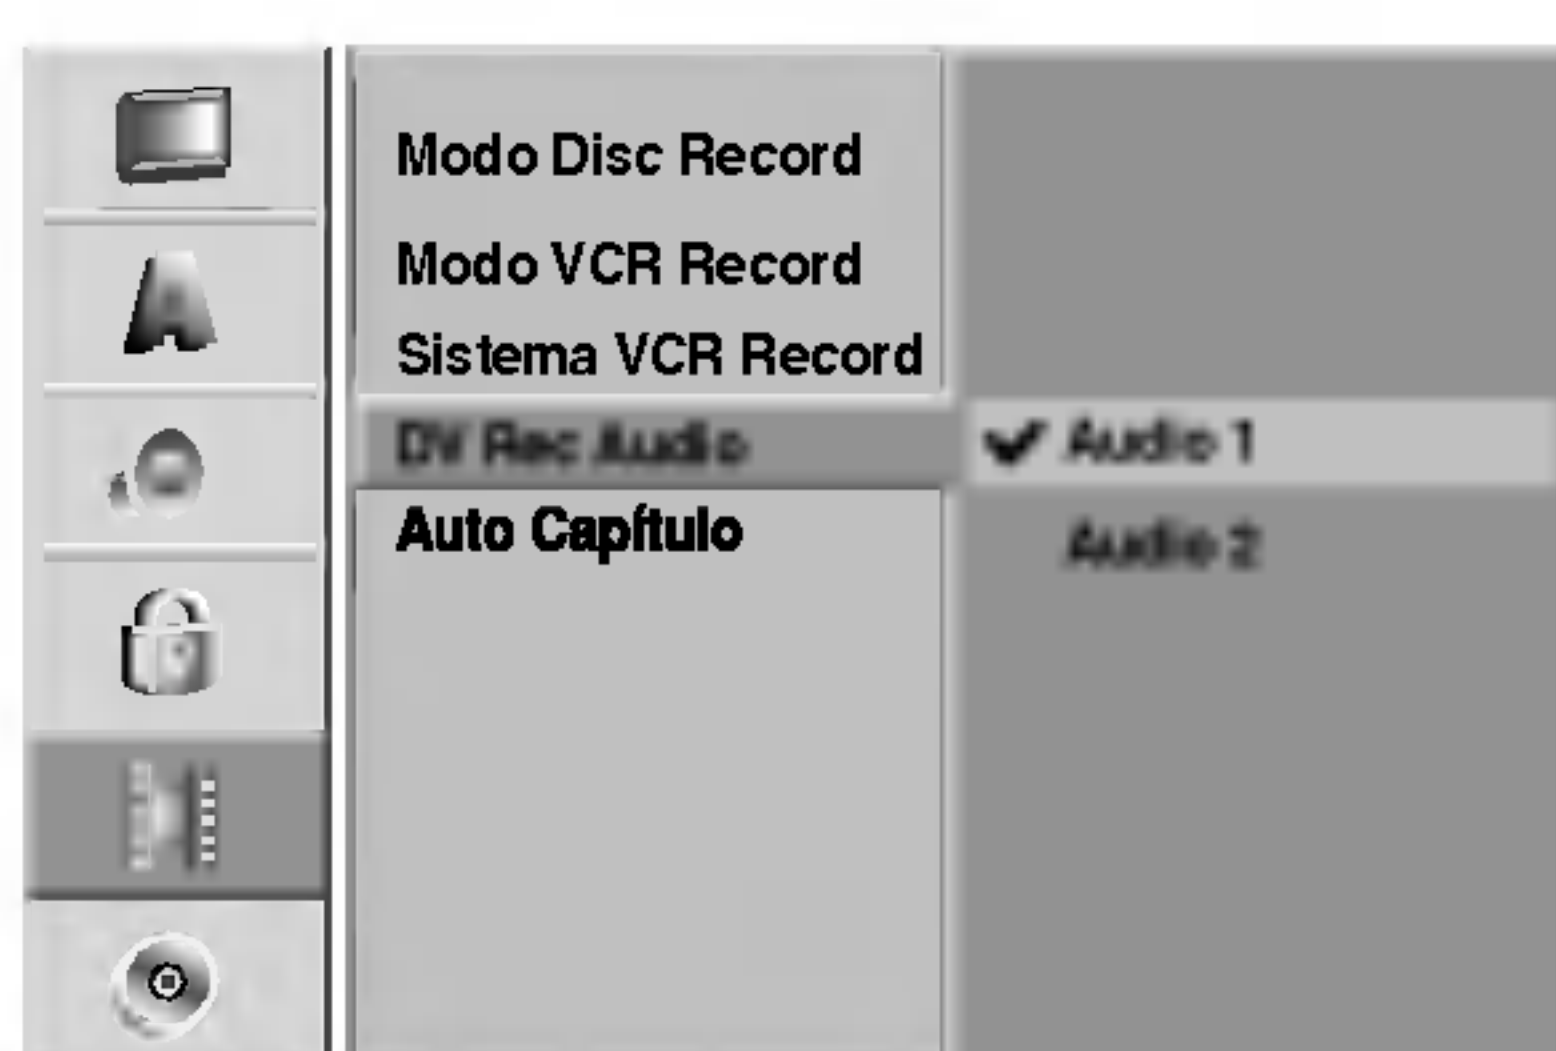 Modo Disc Record
Modo VCR Record
Sistema VCR Record
DV Rec Audio
Audio 1
Auto Capítulo
Audio 2